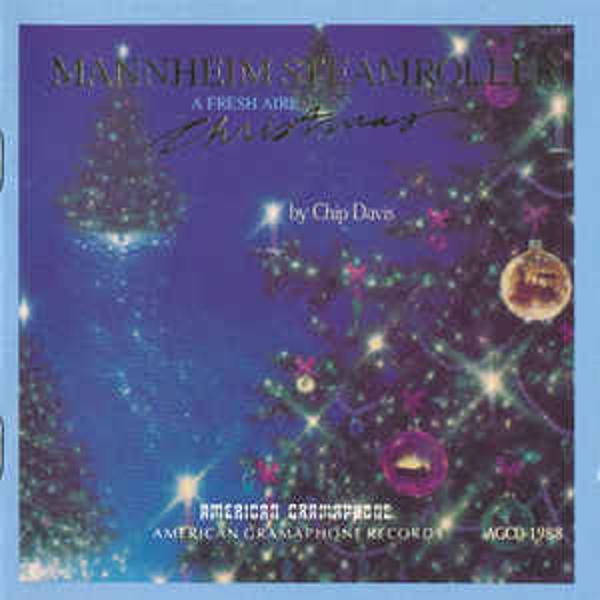 MANNHEIM STEAMROLLER
A FRESH AIRE
Christmas
by Chip Davis
AMERICAN GRAMAPHONE
AMERICAN GRAMAPHONE RECORDS
AGCD-1988